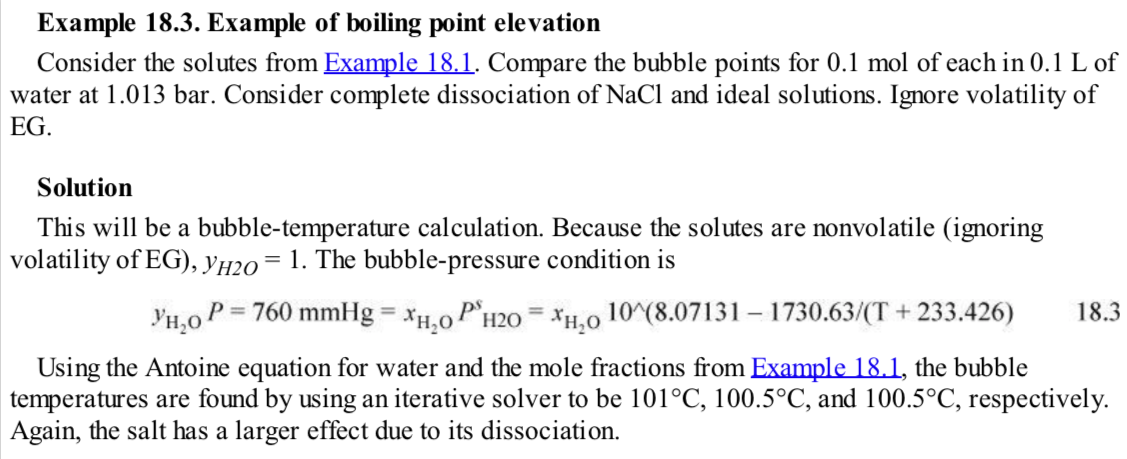 Example 18.3. Example of boiling point elevation
Consider the solutes from Example 18.1. Compare the bubble points for 0.1 mol of each in 0.1 L of
water at 1.013 bar. Consider complete dissociation of NaCl and ideal solutions. Ignore volatility of
EG.
Solution
This will be a bubble-temperature calculation. Because the solutes are nonvolatile (ignoring
volatility of EG), yH2O = 1. The bubble-pressure condition is
yH₂O P = 760 mmHg = xH₂O PˢH2O = xH₂O 10^(8.07131 – 1730.63/(T + 233.426) 18.3
Using the Antoine equation for water and the mole fractions from Example 18.1, the bubble
temperatures are found by using an iterative solver to be 101°C, 100.5°C, and 100.5°C, respectively.
Again, the salt has a larger effect due to its dissociation.